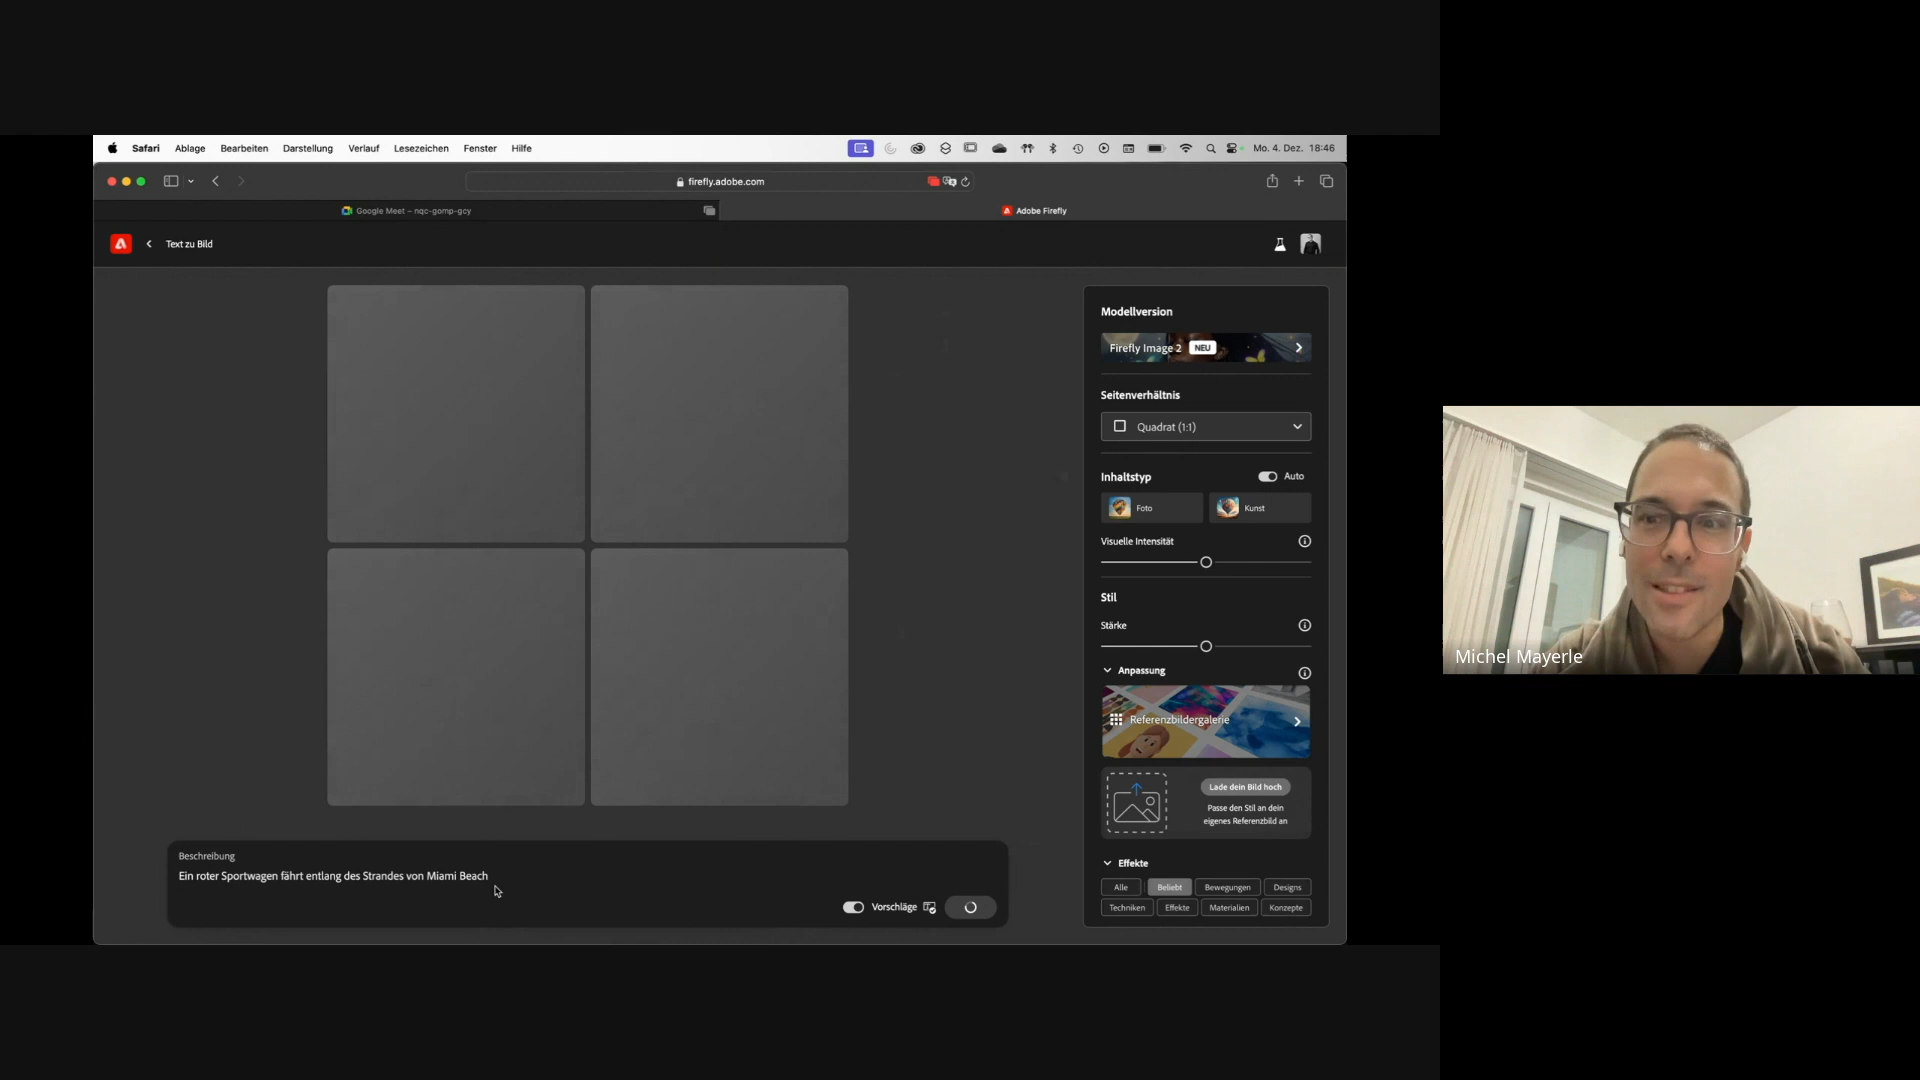 Safari Ablage Bearbeiten Darstellung Verlauf Lesezeichen Fenster Hilfe Mo. 4. Dez. 18:46
firefly.adobe.com
Google Meet – nqc-gomp-gcy Adobe Firefly
Text zu Bild
Modellversion
Firefly Image 2 NEU
Seitenverhältnis
Quadrat (1:1)
Inhaltstyp Auto
Foto Kunst
Visuelle Intensität
Stil
Stärke
Anpassung
Referenzbildergalerie
Lade dein Bild hoch
Passe den Stil an dein
eigenes Referenzbild an
Effekte
Alle Beliebt Bewegungen Designs
Techniken Effekte Materialien Konzepte
Beschreibung
Ein roter Sportwagen fährt entlang des Strandes von Miami Beach
Vorschläge
Michel Mayerle